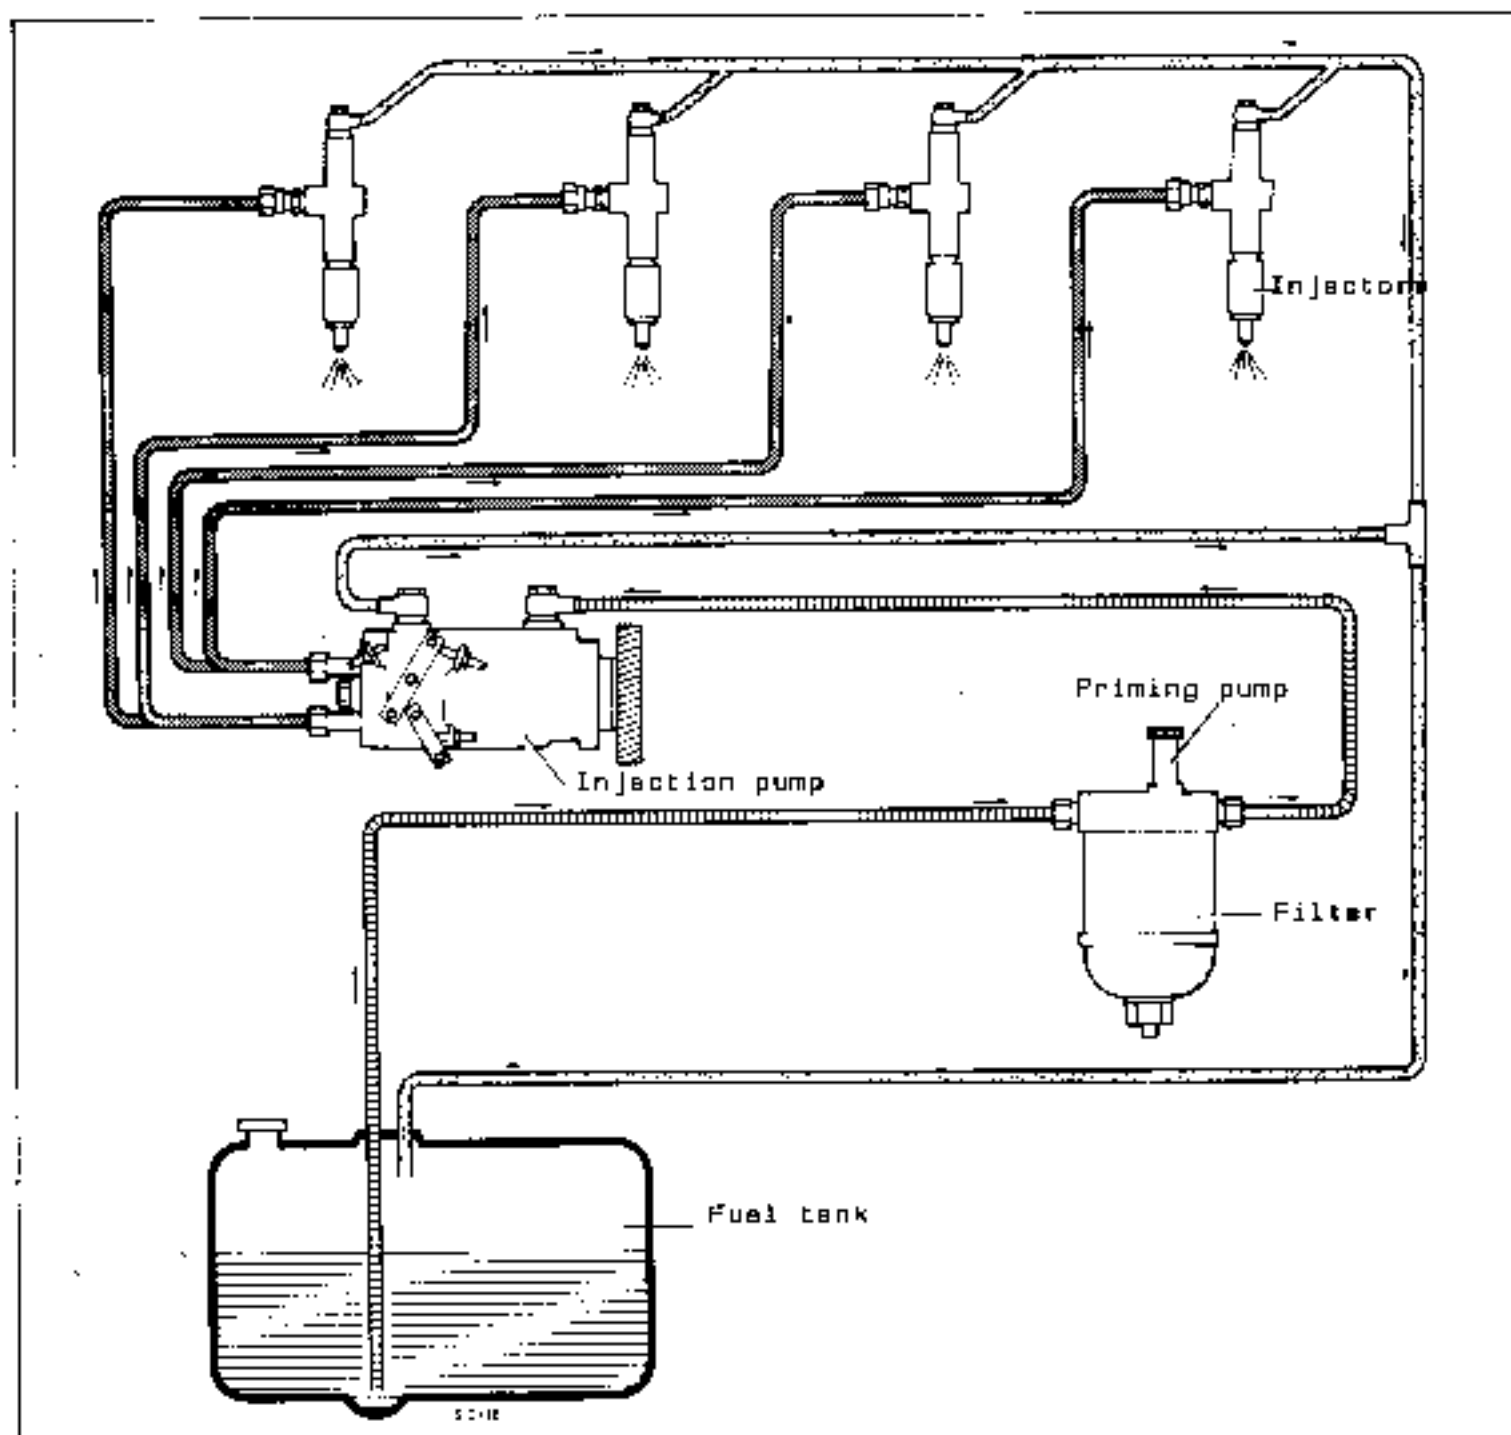 Injectors
Priming pump
Injection pump
Filter
Fuel tank